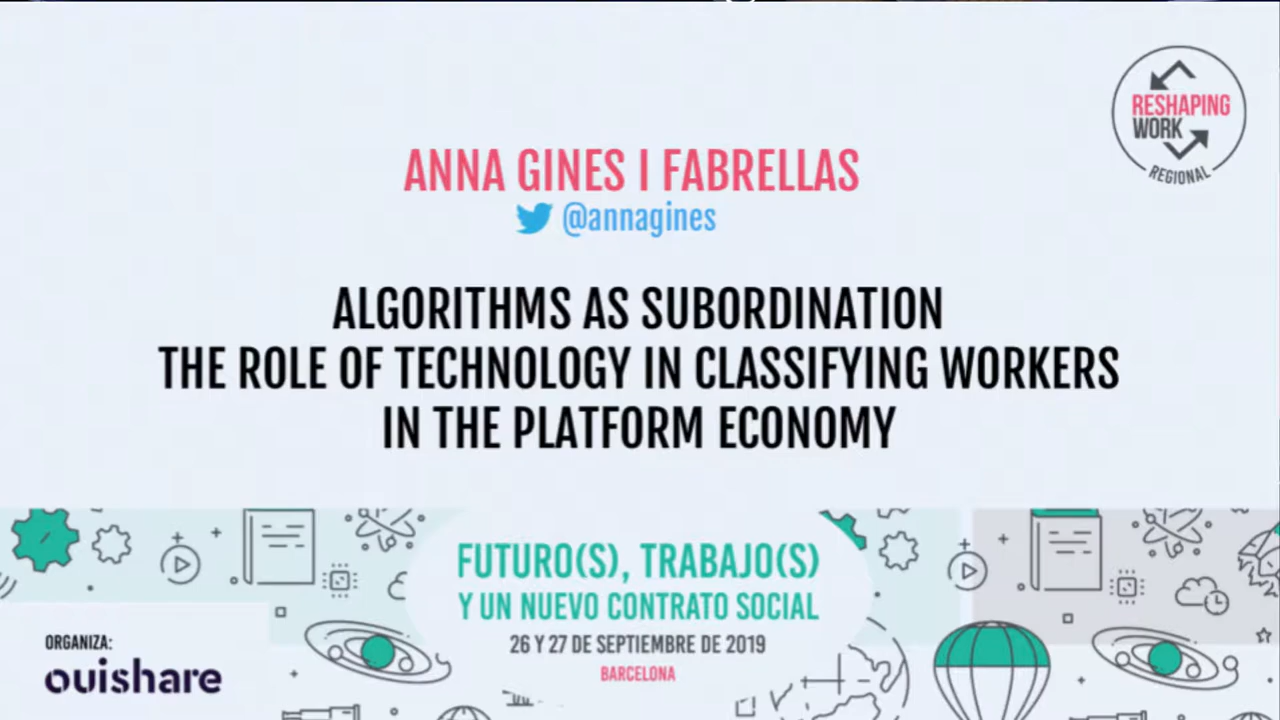 RESHAPING
WORK
REGIONAL
ANNA GINES I FABRELLAS
@annagines
ALGORITHMS AS SUBORDINATION
THE ROLE OF TECHNOLOGY IN CLASSIFYING WORKERS
IN THE PLATFORM ECONOMY
FUTURO(S), TRABAJO(S)
Y UN NUEVO CONTRATO SOCIAL
26 Y 27 DE SEPTIEMBRE DE 2019
BARCELONA
ORGANIZA:
ouishare